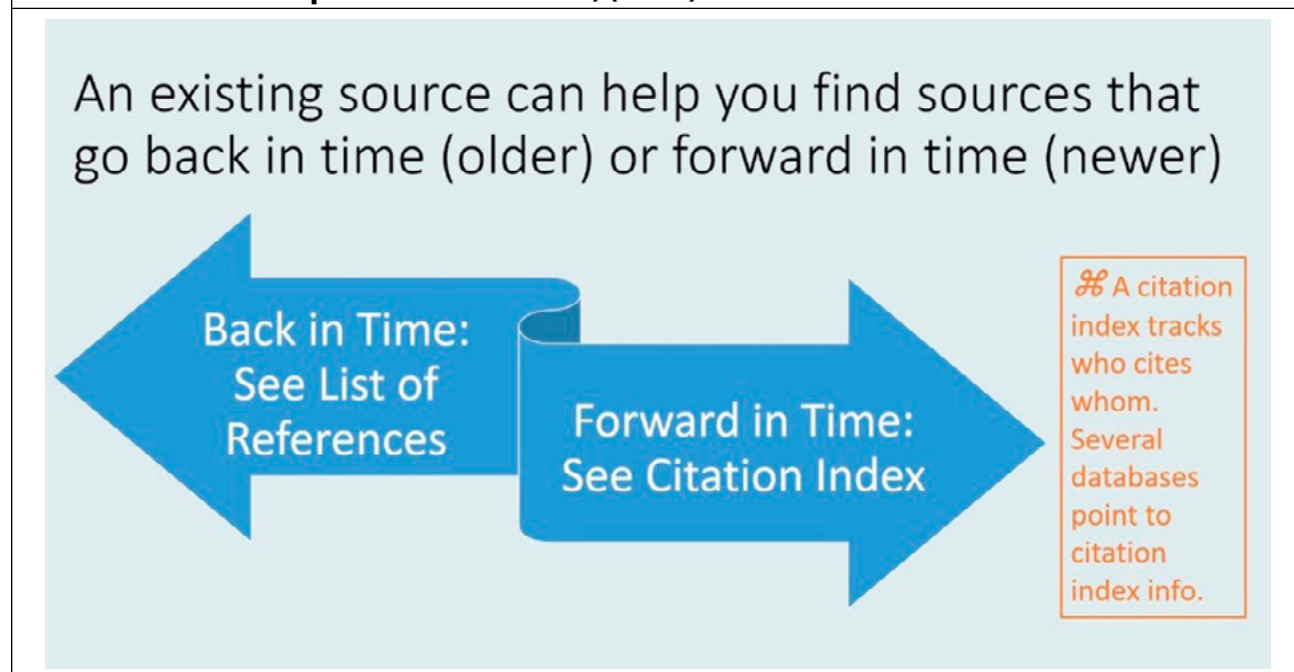 An existing source can help you find sources that
go back in time (older) or forward in time (newer)
Back in Time:
See List of
References
Forward in Time:
See Citation Index
⌘ A citation
index tracks
who cites
whom.
Several
databases
point to
citation
index info.